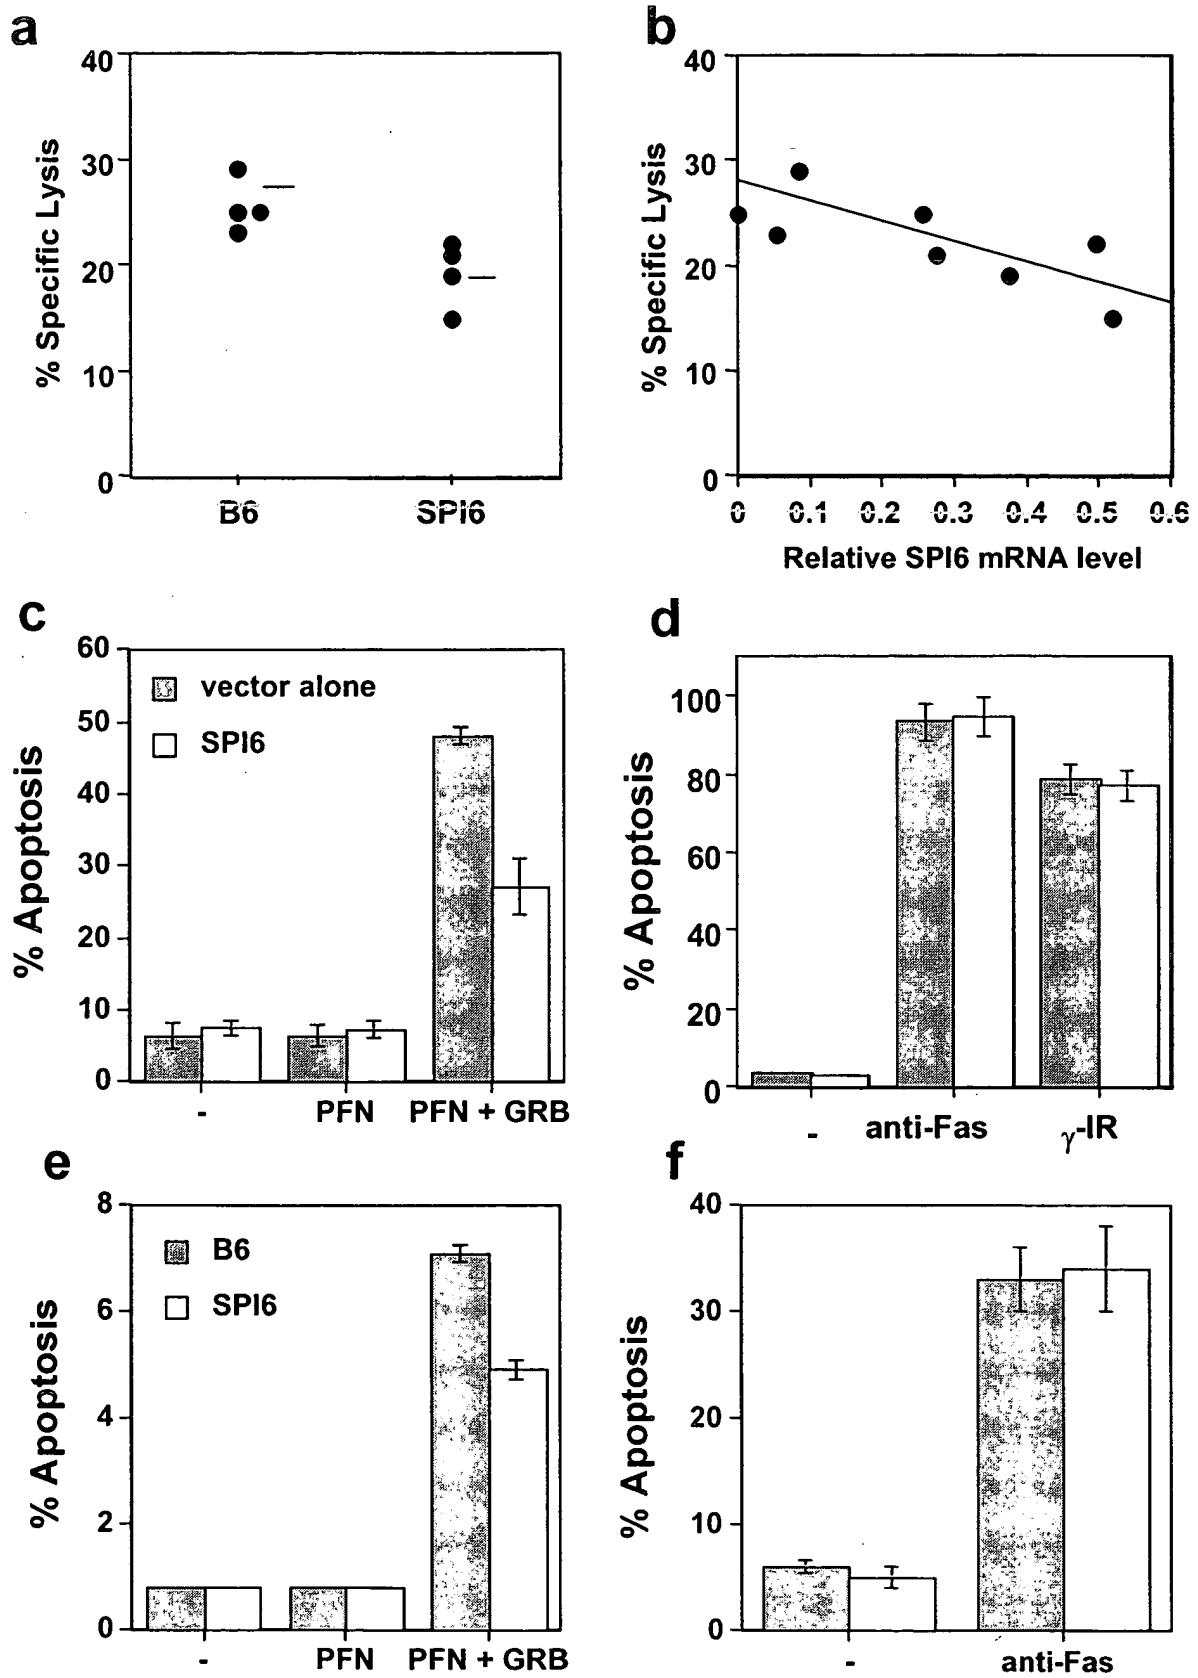 a
40
30
20
10
0
% Specific Lysis
B6 SPI6
b
40
30
20
10
0
% Specific Lysis
0 0.1 0.2 0.3 0.4 0.5 0.6
Relative SPI6 mRNA level
c
60
50
40
30
20
10
0
% Apoptosis
vector alone
SPI6
- PFN PFN + GRB
d
100
80
60
40
20
0
% Apoptosis
- anti-Fas γ-IR
e
8
6
4
2
0
% Apoptosis
B6
SPI6
- PFN PFN + GRB
f
40
30
20
10
0
% Apoptosis
- anti-Fas